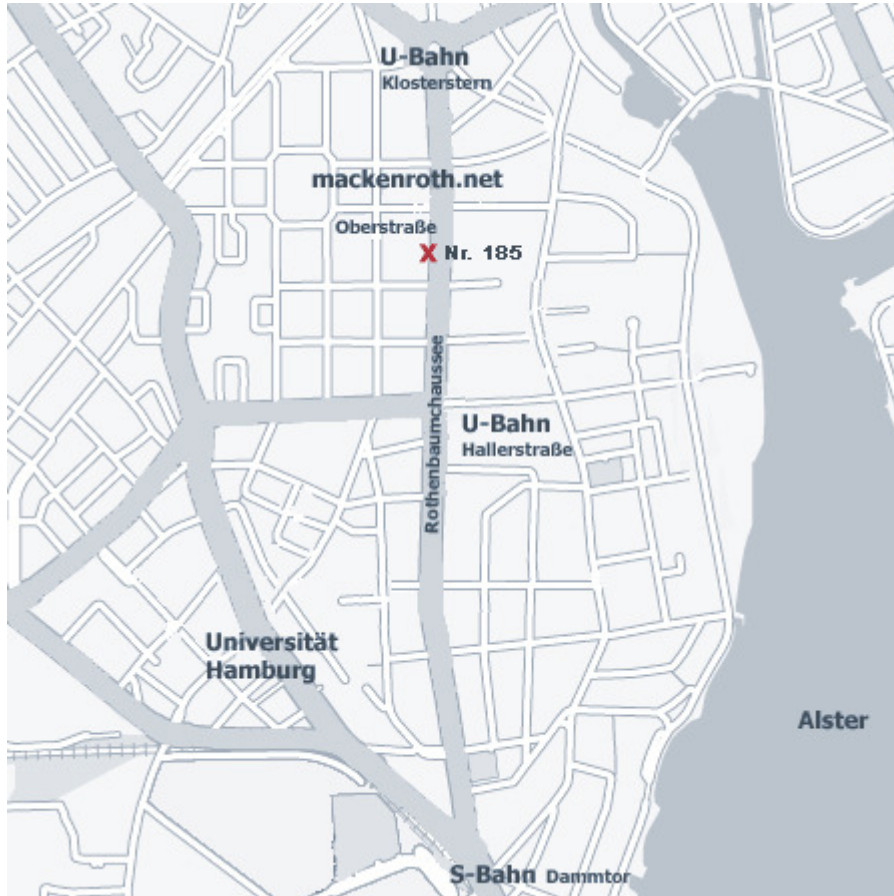 U-Bahn
Klosterstern
mackenroth.net
Oberstraße
X Nr. 185
Rothenbaumchaussee
U-Bahn
Hallerstraße
Universität
Hamburg
Alster
S-Bahn Dammtor